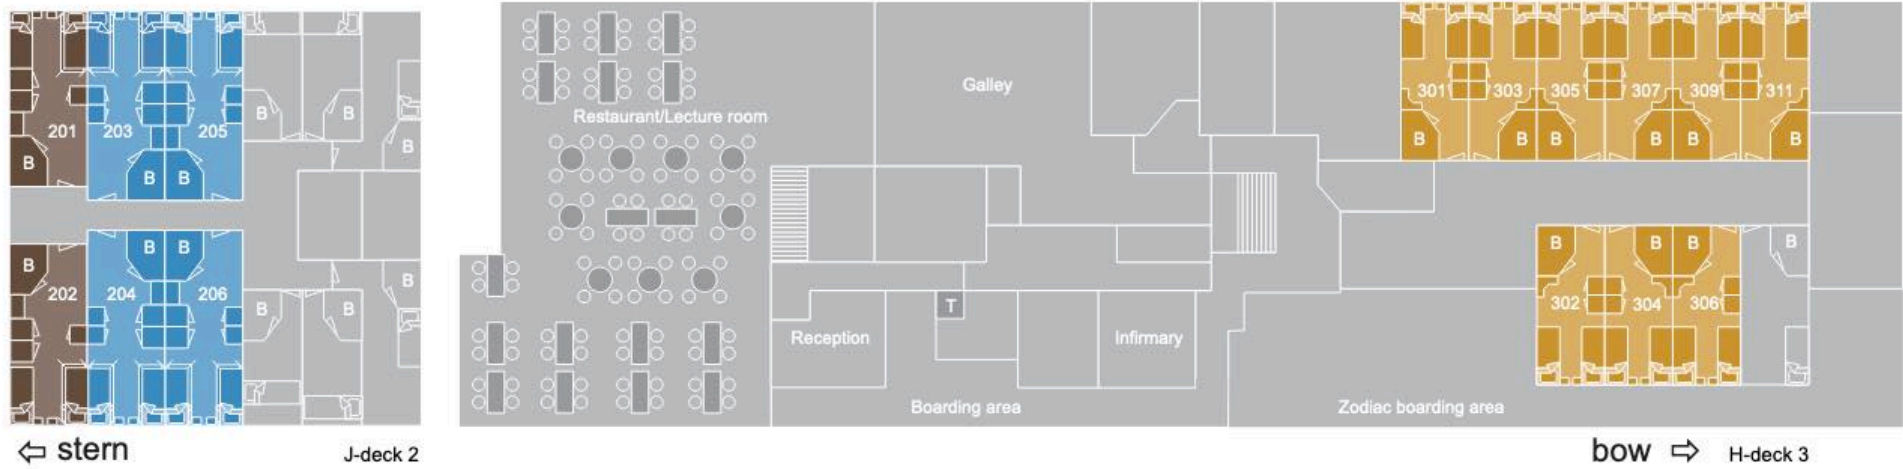 B
201
203
B
B
205
B
B
B
B
202
B
B
204
206
B
B
B
stern
J-deck 2
Restaurant/Lecture room
Galley
Reception
T
Infirmary
Boarding area
Zodiac boarding area
301
303
305
307
309
311
B
B
B
B
B
B
B
B
B
B
302
304
306
bow
H-deck 3